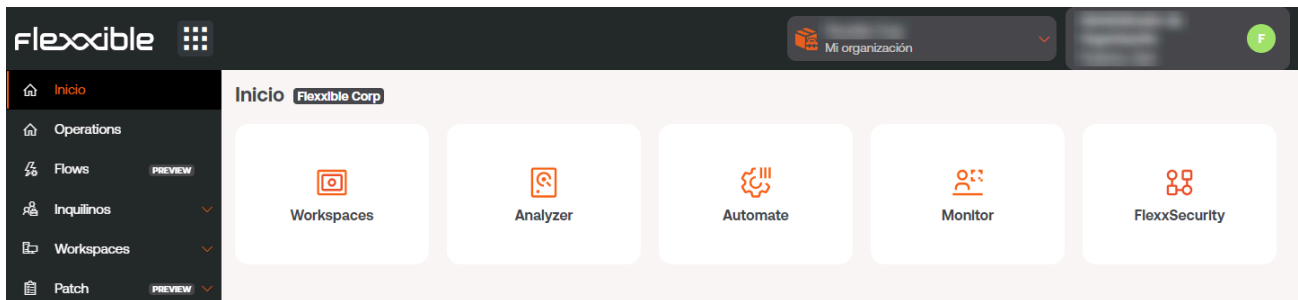 Flexxible
Mi organización
F
Inicio
Operations
Flows PREVIEW
Inquilinos
Workspaces
Patch PREVIEW
Inicio Flexxible Corp
Workspaces
Analyzer
Automate
Monitor
FlexxSecurity